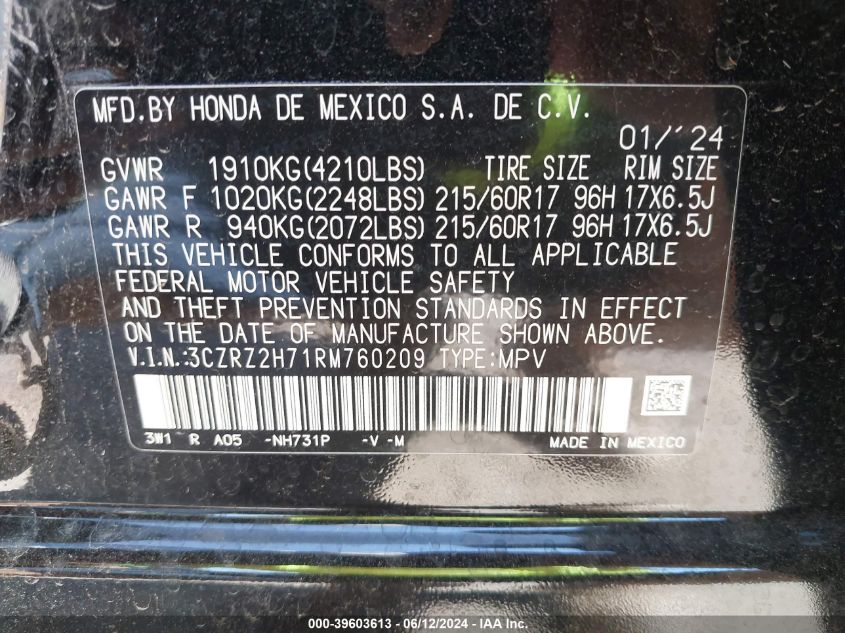 MFD.BY HONDA DE MEXICO S.A. DE C.V.
01/'24
GVWR 1910KG(4210LBS) TIRE SIZE RIM SIZE
GAWR F 1020KG(2248LBS) 215/60R17 96H 17X6.5J
GAWR R 940KG(2072LBS) 215/60R17 96H 17X6.5J
THIS VEHICLE CONFORMS TO ALL APPLICABLE
FEDERAL MOTOR VEHICLE SAFETY
AND THEFT PREVENTION STANDARDS IN EFFECT
ON THE DATE OF MANUFACTURE SHOWN ABOVE.
V.I.N.:3CZRZ2H71RM760209 TYPE:MPV
3W1 R A05 -NH731P -V -M MADE IN MEXICO
000-39603613 - 06/12/2024 - IAA Inc.